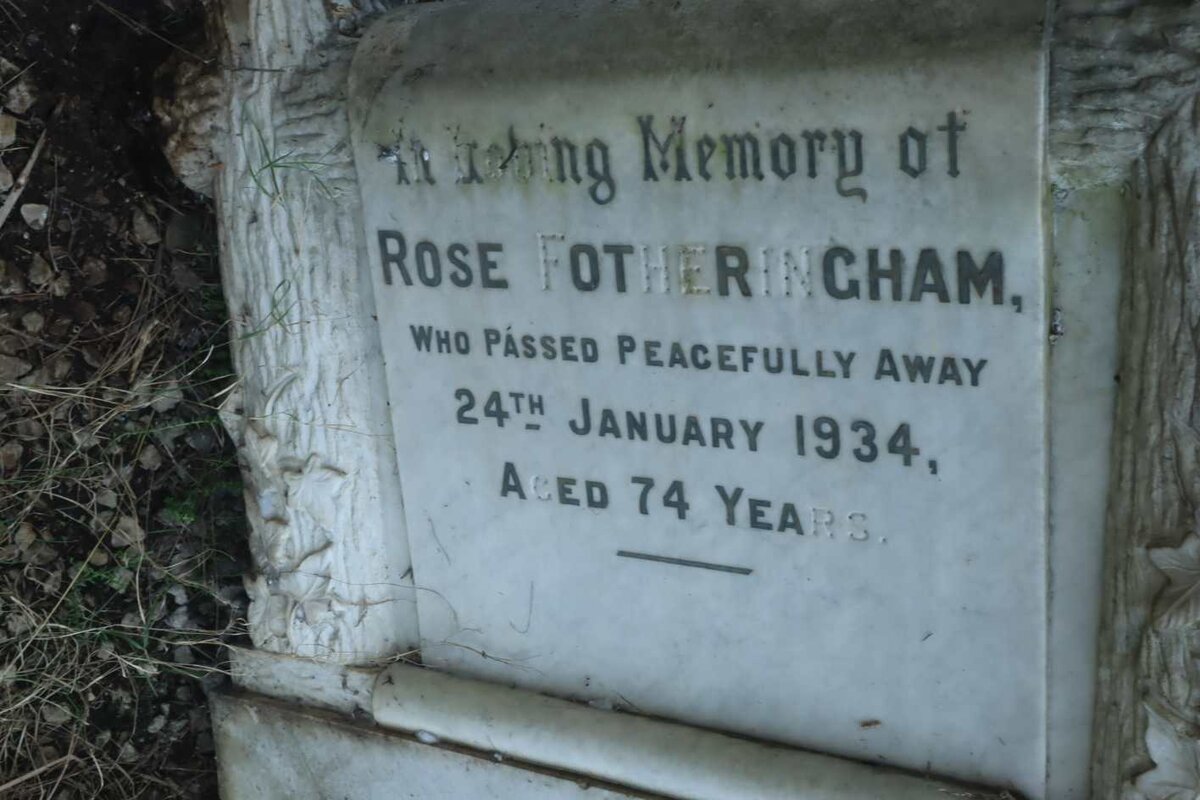 In Loving Memory of
ROSE FOTHERINGHAM,
WHO PASSED PEACEFULLY AWAY
24TH JANUARY 1934,
AGED 74 YEARS.